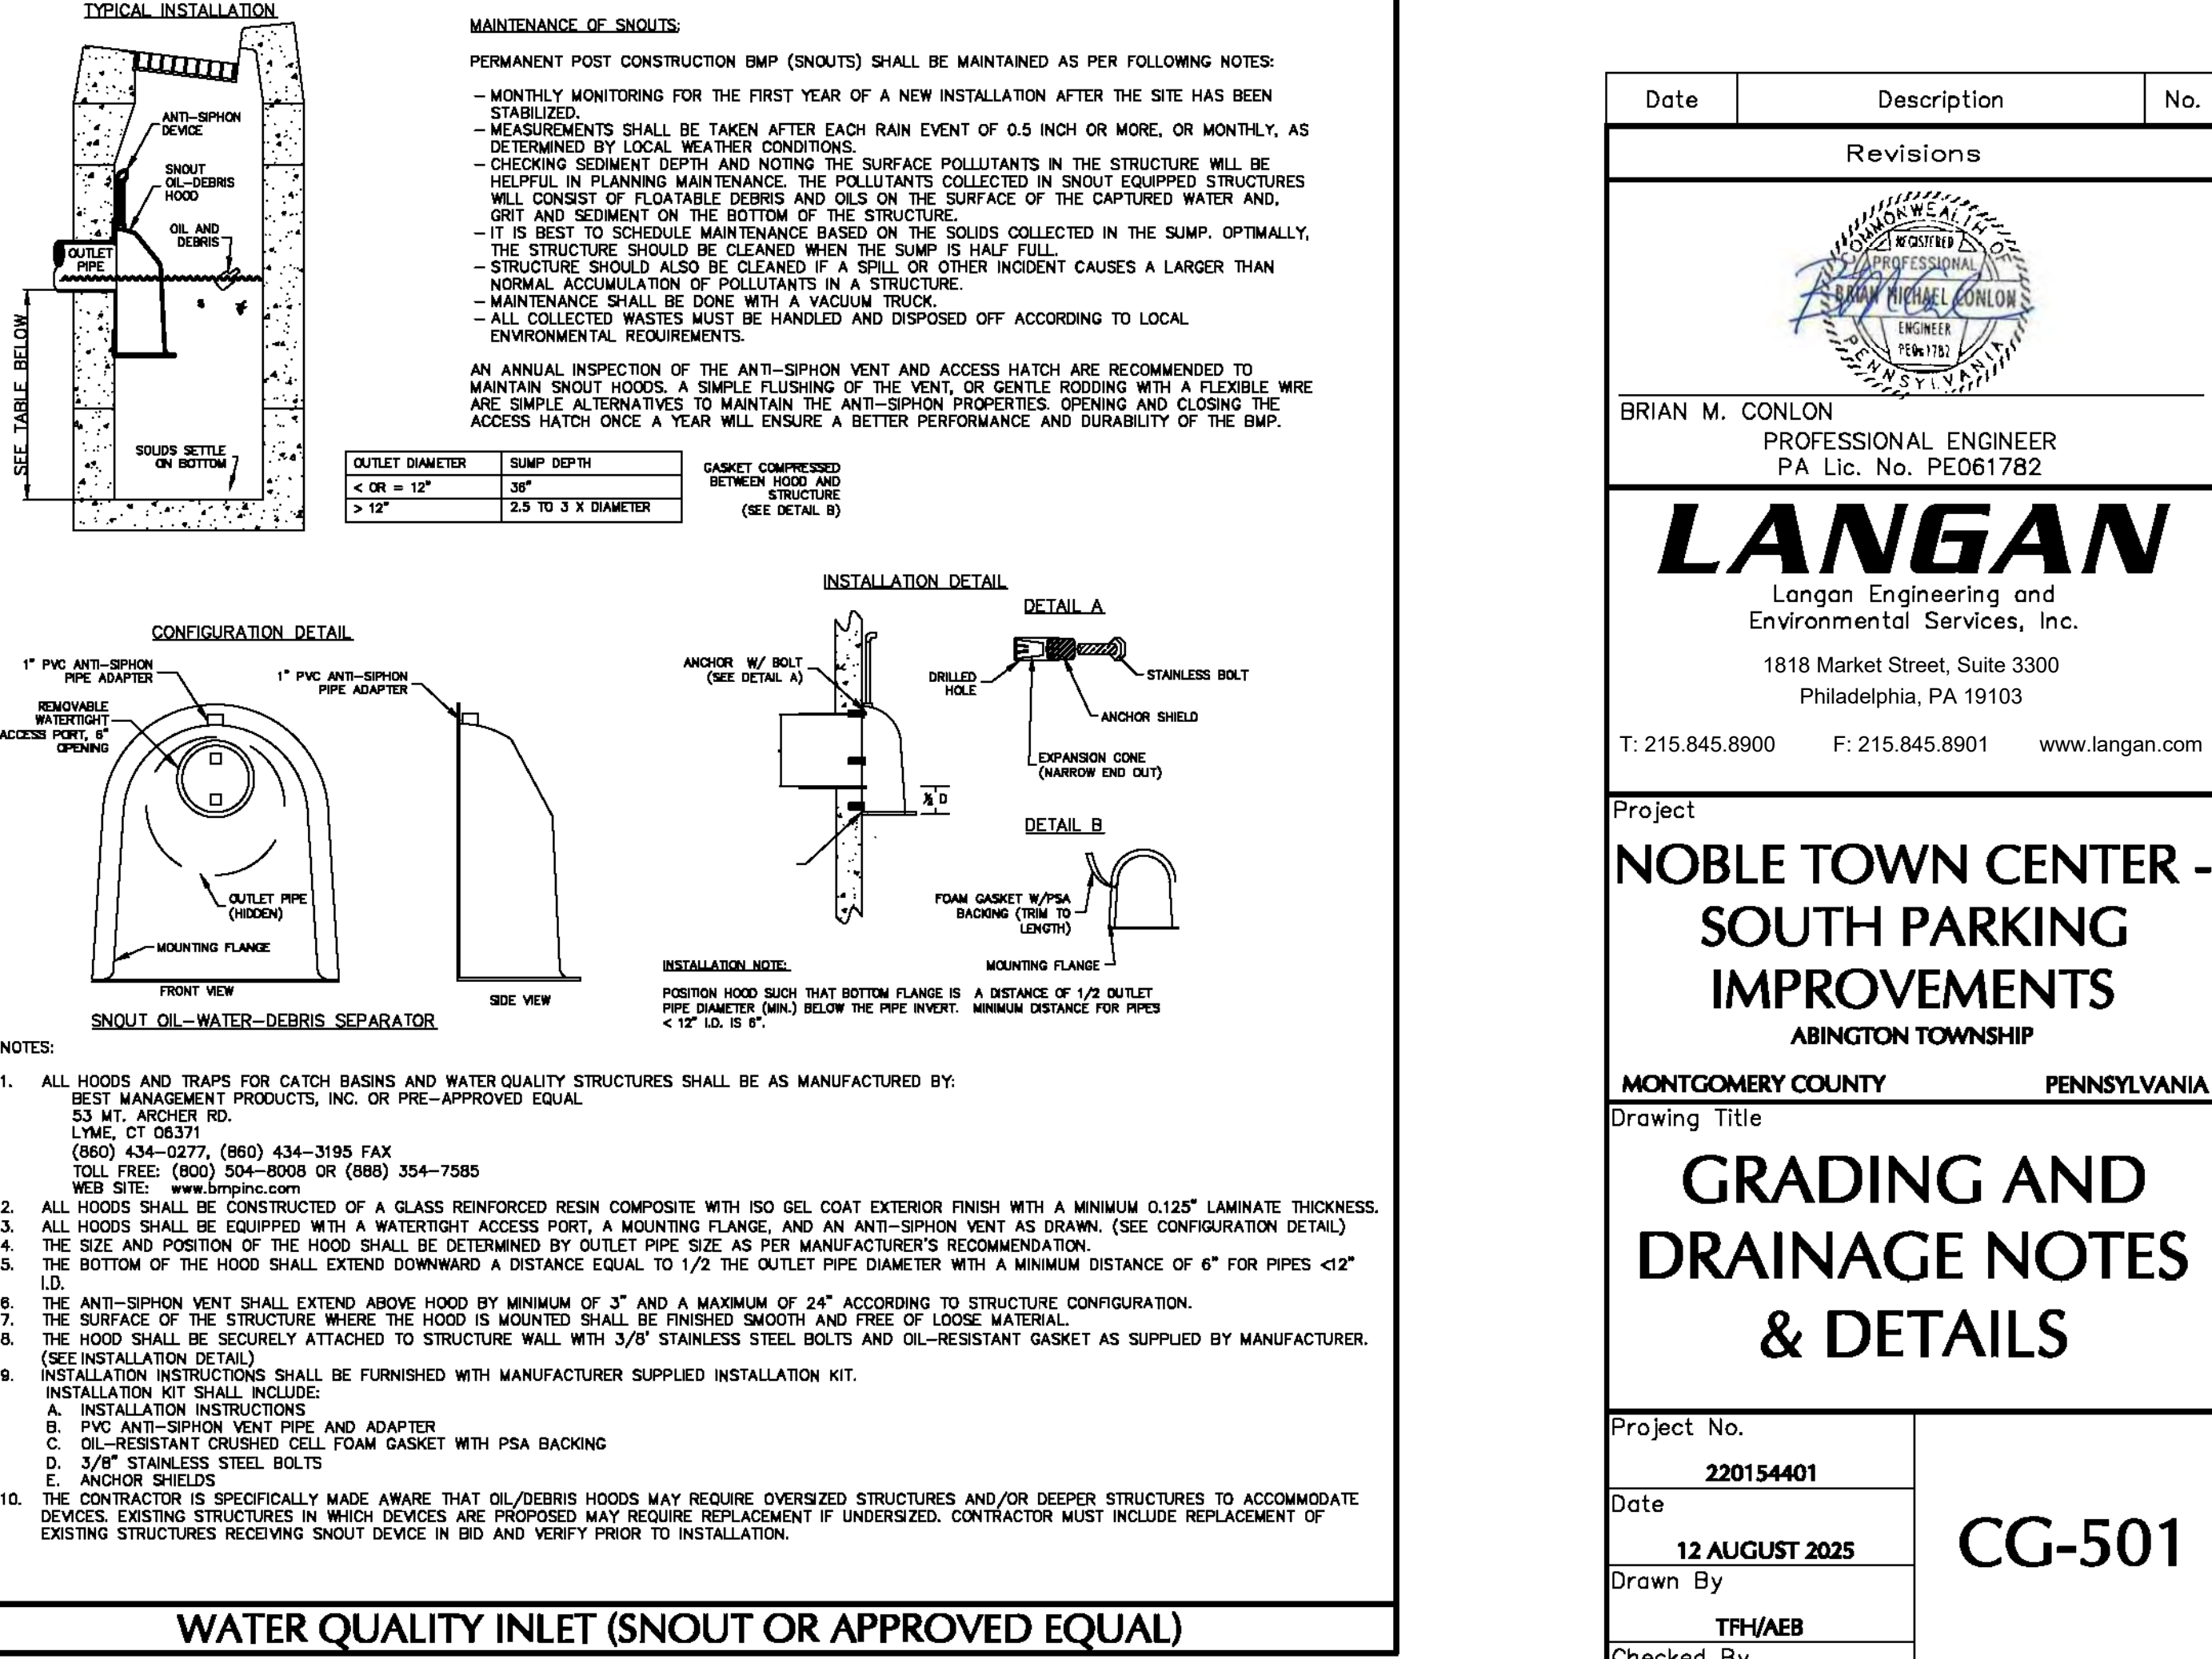 TYPICAL INSTALLATION
ANTI-SIPHON
DEVICE
SNOUT
OIL-DEBRIS
HOOD
OIL AND
DEBRIS
OUTLET
PIPE
SEE TABLE BELOW
SOLIDS SETTLE
ON BOTTOM
MAINTENANCE OF SNOUTS:
PERMANENT POST CONSTRUCTION BMP (SNOUTS) SHALL BE MAINTAINED AS PER FOLLOWING NOTES:
– MONTHLY MONITORING FOR THE FIRST YEAR OF A NEW INSTALLATION AFTER THE SITE HAS BEEN
STABILIZED.
– MEASUREMENTS SHALL BE TAKEN AFTER EACH RAIN EVENT OF 0.5 INCH OR MORE, OR MONTHLY, AS
DETERMINED BY LOCAL WEATHER CONDITIONS.
– CHECKING SEDIMENT DEPTH AND NOTING THE SURFACE POLLUTANTS IN THE STRUCTURE WILL BE
HELPFUL IN PLANNING MAINTENANCE. THE POLLUTANTS COLLECTED IN SNOUT EQUIPPED STRUCTURES
WILL CONSIST OF FLOATABLE DEBRIS AND OILS ON THE SURFACE OF THE CAPTURED WATER AND,
GRIT AND SEDIMENT ON THE BOTTOM OF THE STRUCTURE.
– IT IS BEST TO SCHEDULE MAINTENANCE BASED ON THE SOLIDS COLLECTED IN THE SUMP. OPTIMALLY,
THE STRUCTURE SHOULD BE CLEANED WHEN THE SUMP IS HALF FULL.
– STRUCTURE SHOULD ALSO BE CLEANED IF A SPILL OR OTHER INCIDENT CAUSES A LARGER THAN
NORMAL ACCUMULATION OF POLLUTANTS IN A STRUCTURE.
– MAINTENANCE SHALL BE DONE WITH A VACUUM TRUCK.
– ALL COLLECTED WASTES MUST BE HANDLED AND DISPOSED OFF ACCORDING TO LOCAL
ENVIRONMENTAL REQUIREMENTS.
AN ANNUAL INSPECTION OF THE ANTI-SIPHON VENT AND ACCESS HATCH ARE RECOMMENDED TO
MAINTAIN SNOUT HOODS. A SIMPLE FLUSHING OF THE VENT, OR GENTLE RODDING WITH A FLEXIBLE WIRE
ARE SIMPLE ALTERNATIVES TO MAINTAIN THE ANTI-SIPHON PROPERTIES. OPENING AND CLOSING THE
ACCESS HATCH ONCE A YEAR WILL ENSURE A BETTER PERFORMANCE AND DURABILITY OF THE BMP.
OUTLET DIAMETER SUMP DEPTH
< OR = 12" 36"
> 12" 2.5 TO 3 X DIAMETER
GASKET COMPRESSED
BETWEEN HOOD AND
STRUCTURE
(SEE DETAIL B)
CONFIGURATION DETAIL
1" PVC ANTI-SIPHON
PIPE ADAPTER
REMOVABLE
WATERTIGHT
ACCESS PORT, 6"
OPENING
1" PVC ANTI-SIPHON
PIPE ADAPTER
OUTLET PIPE
(HIDDEN)
MOUNTING FLANGE
FRONT VIEW
SIDE VIEW
SNOUT OIL-WATER-DEBRIS SEPARATOR
INSTALLATION DETAIL
DETAIL A
ANCHOR W/ BOLT
(SEE DETAIL A)
DRILLED
HOLE
STAINLESS BOLT
ANCHOR SHIELD
EXPANSION CONE
(NARROW END OUT)
½ D
DETAIL B
FOAM GASKET W/PSA
BACKING (TRIM TO
LENGTH)
MOUNTING FLANGE
INSTALLATION NOTE:
POSITION HOOD SUCH THAT BOTTOM FLANGE IS A DISTANCE OF 1/2 OUTLET
PIPE DIAMETER (MIN.) BELOW THE PIPE INVERT. MINIMUM DISTANCE FOR PIPES
< 12" I.D. IS 6".
NOTES:
1. ALL HOODS AND TRAPS FOR CATCH BASINS AND WATER QUALITY STRUCTURES SHALL BE AS MANUFACTURED BY:
BEST MANAGEMENT PRODUCTS, INC. OR PRE-APPROVED EQUAL
53 MT. ARCHER RD.
LYME, CT 06371
(860) 434-0277, (860) 434-3195 FAX
TOLL FREE: (800) 504-8008 OR (888) 354-7585
WEB SITE: www.bmpinc.com
2. ALL HOODS SHALL BE CONSTRUCTED OF A GLASS REINFORCED RESIN COMPOSITE WITH ISO GEL COAT EXTERIOR FINISH WITH A MINIMUM 0.125" LAMINATE THICKNESS.
3. ALL HOODS SHALL BE EQUIPPED WITH A WATERTIGHT ACCESS PORT, A MOUNTING FLANGE, AND AN ANTI-SIPHON VENT AS DRAWN. (SEE CONFIGURATION DETAIL)
4. THE SIZE AND POSITION OF THE HOOD SHALL BE DETERMINED BY OUTLET PIPE SIZE AS PER MANUFACTURER'S RECOMMENDATION.
5. THE BOTTOM OF THE HOOD SHALL EXTEND DOWNWARD A DISTANCE EQUAL TO 1/2 THE OUTLET PIPE DIAMETER WITH A MINIMUM DISTANCE OF 6" FOR PIPES <12"
I.D.
6. THE ANTI-SIPHON VENT SHALL EXTEND ABOVE HOOD BY MINIMUM OF 3" AND A MAXIMUM OF 24" ACCORDING TO STRUCTURE CONFIGURATION.
7. THE SURFACE OF THE STRUCTURE WHERE THE HOOD IS MOUNTED SHALL BE FINISHED SMOOTH AND FREE OF LOOSE MATERIAL.
8. THE HOOD SHALL BE SECURELY ATTACHED TO STRUCTURE WALL WITH 3/8' STAINLESS STEEL BOLTS AND OIL-RESISTANT GASKET AS SUPPLIED BY MANUFACTURER.
(SEE INSTALLATION DETAIL)
9. INSTALLATION INSTRUCTIONS SHALL BE FURNISHED WITH MANUFACTURER SUPPLIED INSTALLATION KIT.
INSTALLATION KIT SHALL INCLUDE:
A. INSTALLATION INSTRUCTIONS
B. PVC ANTI-SIPHON VENT PIPE AND ADAPTER
C. OIL-RESISTANT CRUSHED CELL FOAM GASKET WITH PSA BACKING
D. 3/8" STAINLESS STEEL BOLTS
E. ANCHOR SHIELDS
10. THE CONTRACTOR IS SPECIFICALLY MADE AWARE THAT OIL/DEBRIS HOODS MAY REQUIRE OVERSIZED STRUCTURES AND/OR DEEPER STRUCTURES TO ACCOMMODATE
DEVICES. EXISTING STRUCTURES IN WHICH DEVICES ARE PROPOSED MAY REQUIRE REPLACEMENT IF UNDERSIZED. CONTRACTOR MUST INCLUDE REPLACEMENT OF
EXISTING STRUCTURES RECEIVING SNOUT DEVICE IN BID AND VERIFY PRIOR TO INSTALLATION.
WATER QUALITY INLET (SNOUT OR APPROVED EQUAL)
Date Description No.
Revisions
COMMONWEALTH OF
REGISTERED
PROFESSIONAL
BRIAN MICHAEL CONLON
ENGINEER
PENNSYLVANIA
BRIAN M. CONLON
PROFESSIONAL ENGINEER
PA Lic. No. PE061782
LANGAN
Langan Engineering and
Environmental Services, Inc.
1818 Market Street, Suite 3300
Philadelphia, PA 19103
T: 215.845.8900 F: 215.845.8901 www.langan.com
Project
NOBLE TOWN CENTER -
SOUTH PARKING
IMPROVEMENTS
ABINGTON TOWNSHIP
MONTGOMERY COUNTY PENNSYLVANIA
Drawing Title
GRADING AND
DRAINAGE NOTES
& DETAILS
Project No.
220154401
Date
12 AUGUST 2025
Drawn By
TFH/AEB
Checked By
CG-501